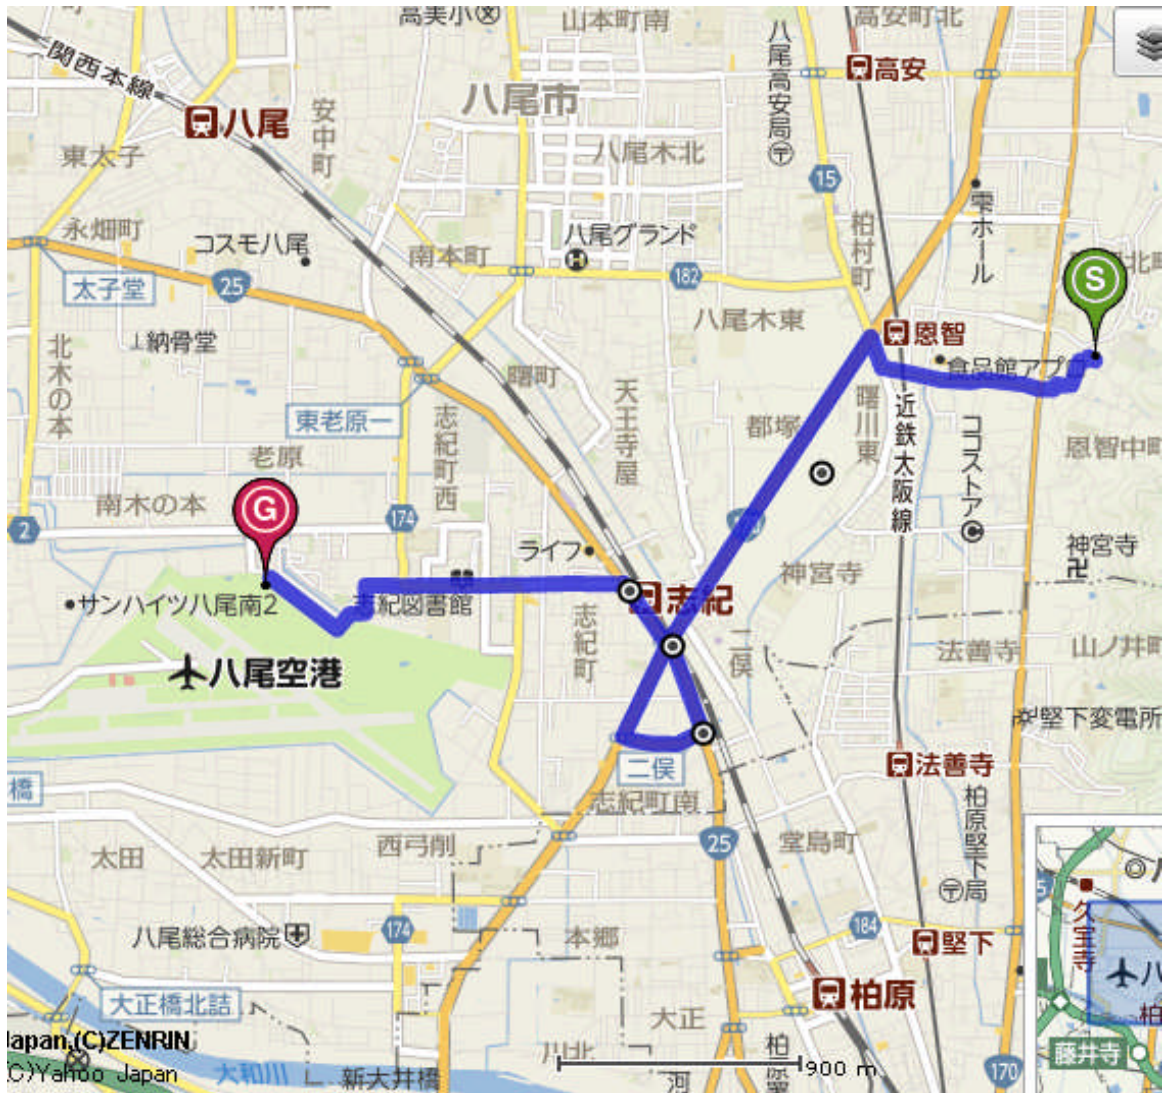 高美小
山本町南
高安町北
関西本線
八尾
安中町
八尾市
八尾高安局
高安
東太子
八尾木北
15
雫ホール
永畑町
コスモ八尾
南本町
八尾グランド
柏村町
太子堂
25
182
S
納骨堂
八尾木東
恩智
北木の本
曙町
食品館アプロ
東老原一
志紀町西
天王寺屋
都塚
曙川東
近鉄大阪線
ココストア
恩智中町
老原
南木の本
G
2
174
ライフ
神宮寺
神宮寺
サンハイツ八尾南2
志紀図書館
志紀
志紀町
二俣
法善寺
山ノ井町
八尾空港
堅下変電所
二俣
法善寺
橋
志紀町南
柏原堅下局
太田
太田新町
西弓削
25
堂島町
久宝寺
八尾総合病院
174
本郷
184
堅下
大正橋北詰
柏原
大正
Japan,(C)ZENRIN
(C)Yahoo Japan
大和川
新大井橋
川北
900 m
170
藤井寺